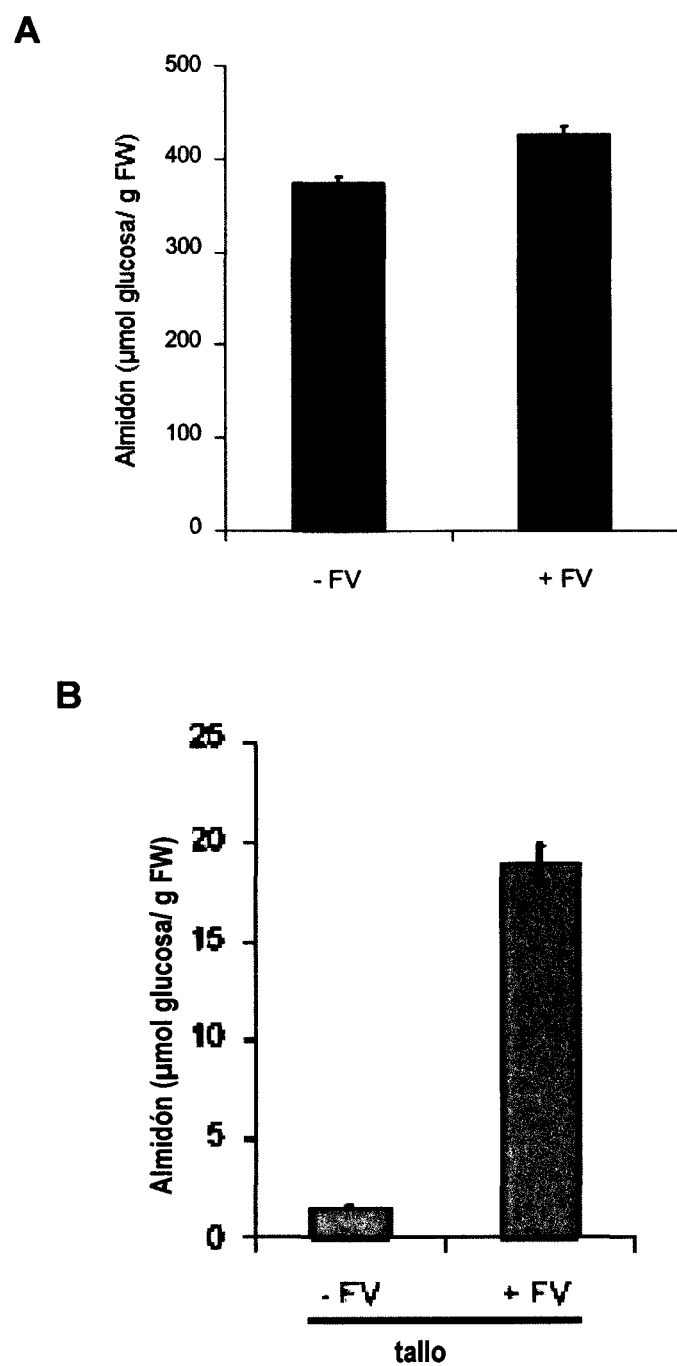 A
500
400
300
200
100
0
Almidón (µmol glucosa/ g FW)
- FV + FV
B
25
20
15
10
5
0
Almidón (µmol glucosa/ g FW)
- FV + FV
tallo